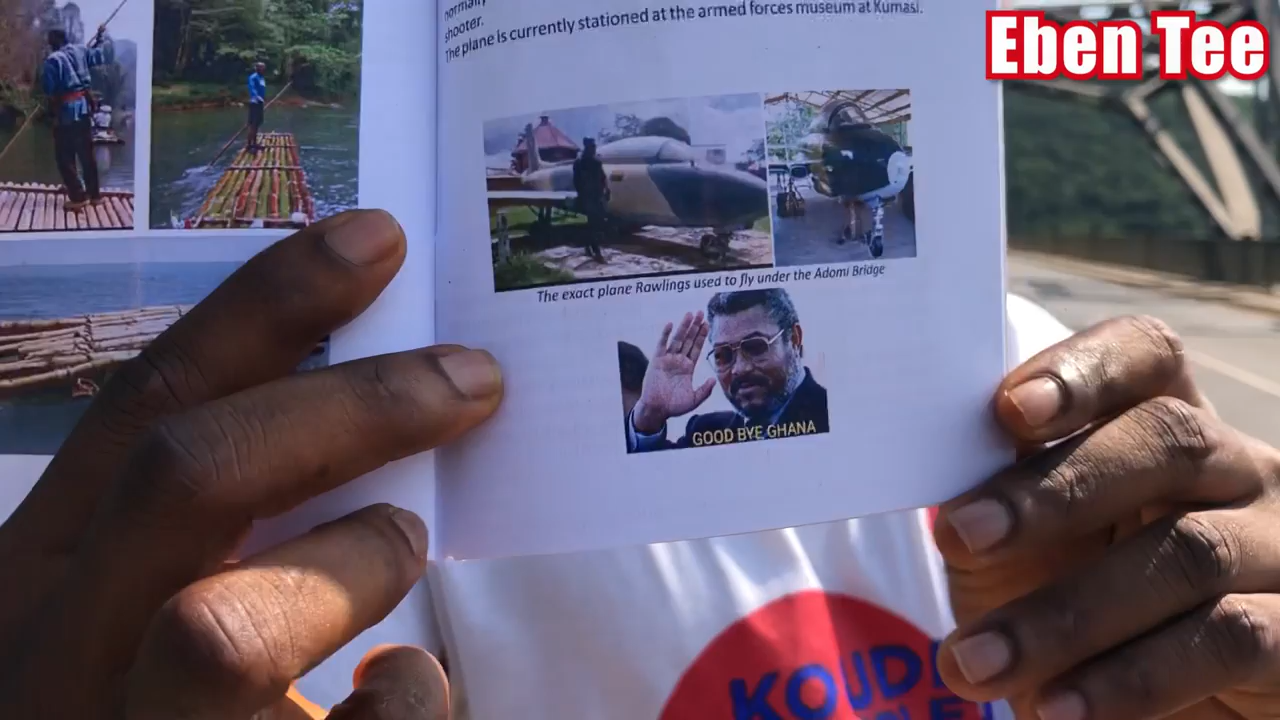 Eben Tee
shooter.
The plane is currently stationed at the armed forces museum at Kumasi.
The exact plane Rawlings used to fly under the Adomi Bridge
GOOD BYE GHANA